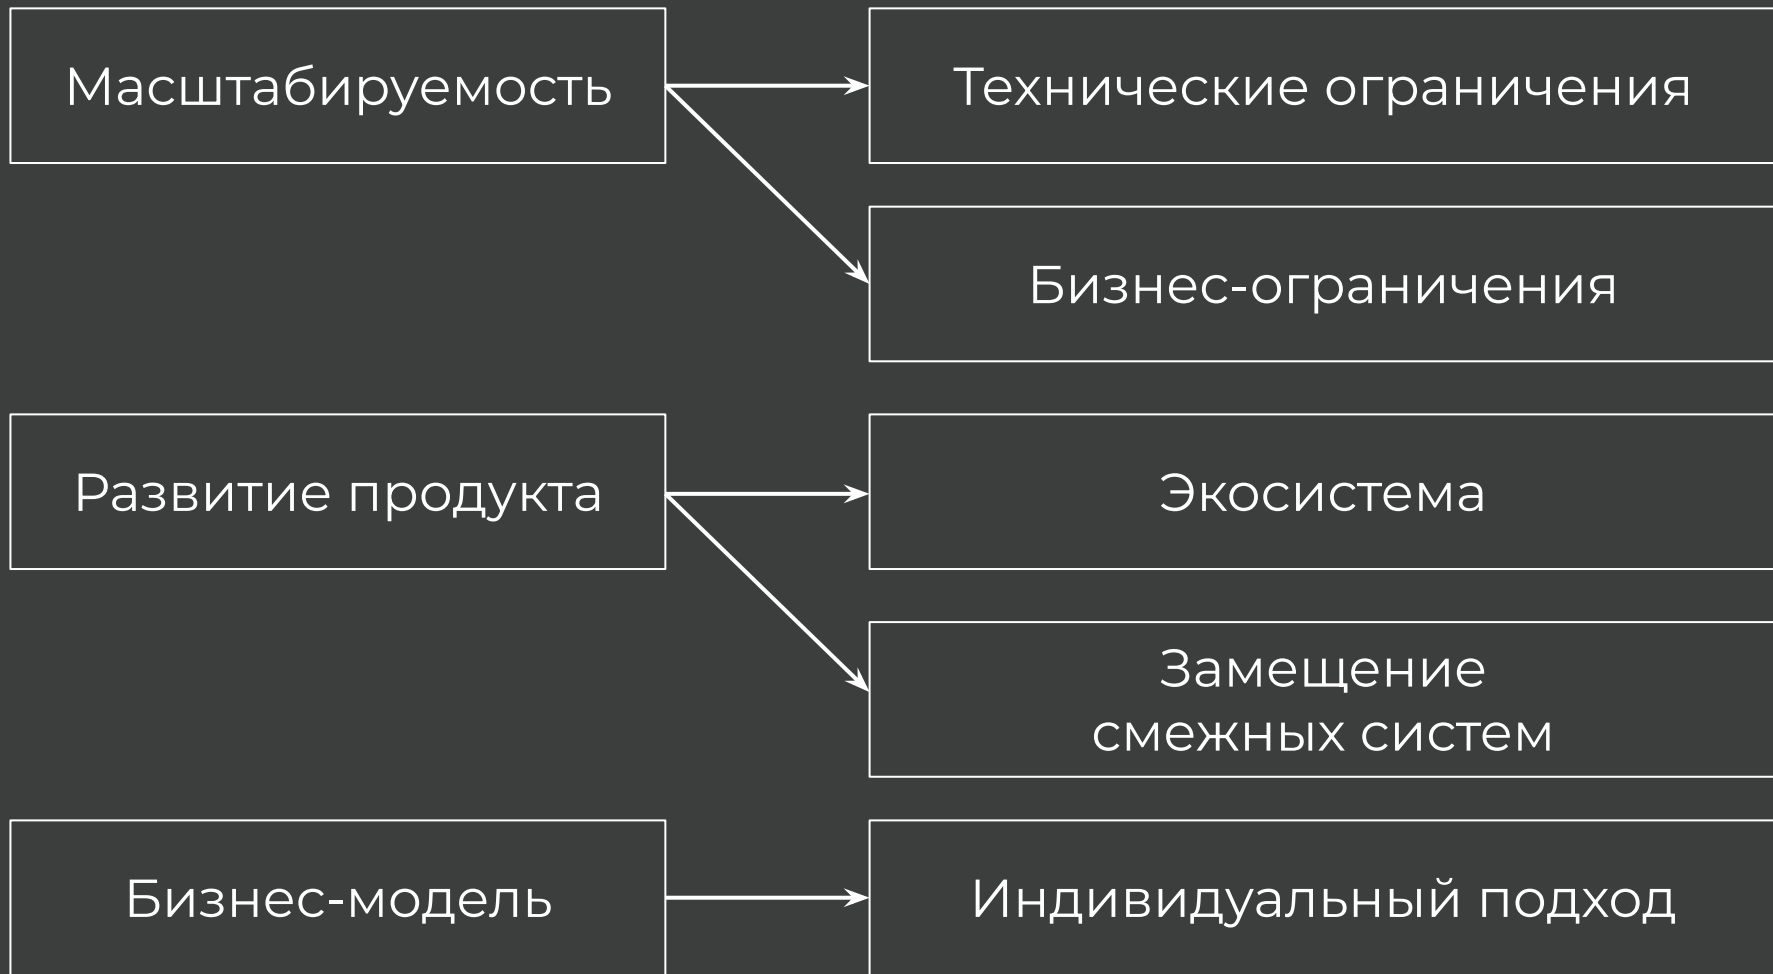 Масштабируемость
Технические ограничения
Бизнес-ограничения
Развитие продукта
Экосистема
Замещение
смежных систем
Бизнес-модель
Индивидуальный подход